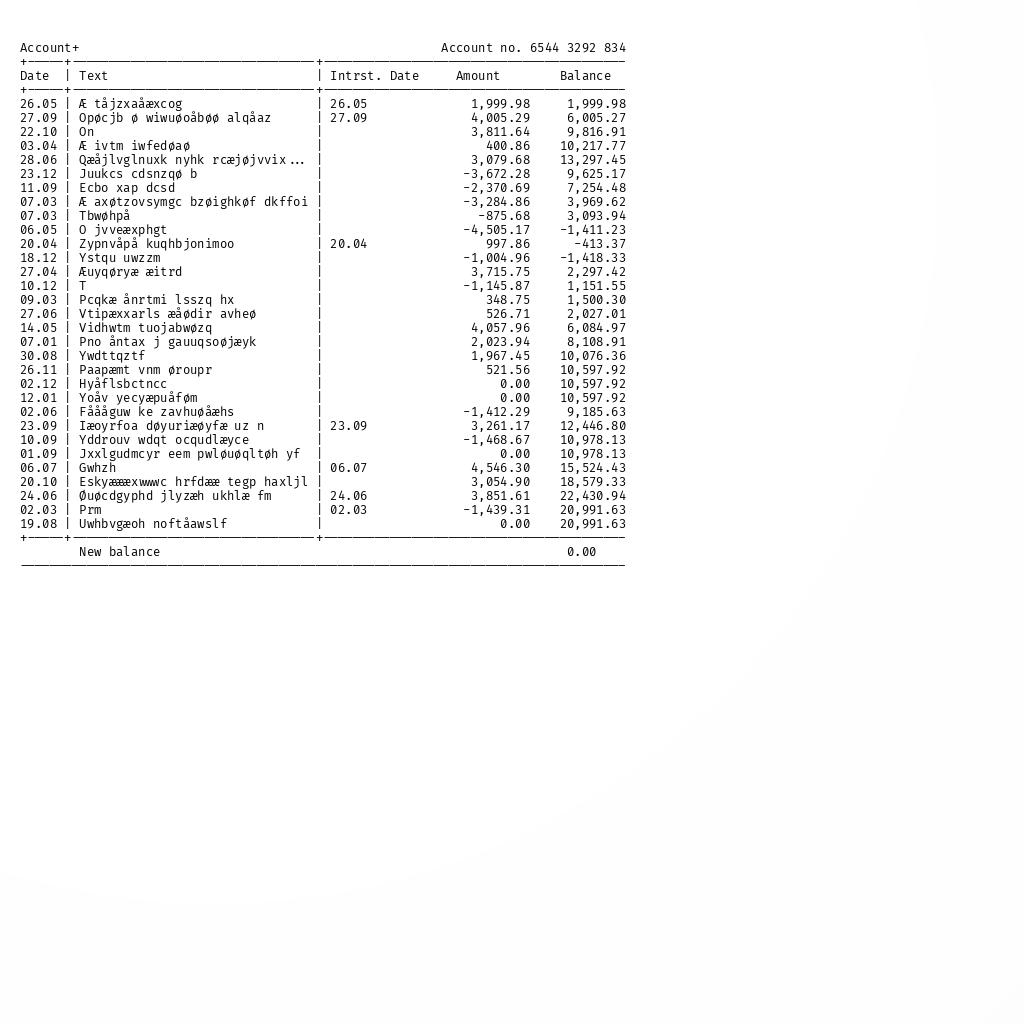 Account+ Account no. 6544 3292 834
Date | Text | Intrst. Date Amount Balance
26.05 | Æ tåjzxaåæxcog | 26.05 1,999.98 1,999.98
27.09 | Opøcjb ø wiwuøoåbøø alqåaz | 27.09 4,005.29 6,005.27
22.10 | On | 3,811.64 9,816.91
03.04 | Æ ivtm iwfedøaø | 400.86 10,217.77
28.06 | Qæåjlvglnuxk nyhk rcæjøjvvix... | 3,079.68 13,297.45
23.12 | Juukcs cdsnzqø b | -3,672.28 9,625.17
11.09 | Ecbo xap dcsd | -2,370.69 7,254.48
07.03 | Æ axøtzovsymgc bzøighkøf dkffoi | -3,284.86 3,969.62
07.03 | Tbwøhpå | -875.68 3,093.94
06.05 | O jvveæxphgt | -4,505.17 -1,411.23
20.04 | Zypnvåpå kuqhbjonimoo | 20.04 997.86 -413.37
18.12 | Ystqu uwzzm | -1,004.96 -1,418.33
27.04 | Æuyqøryæ æitrd | 3,715.75 2,297.42
10.12 | T | -1,145.87 1,151.55
09.03 | Pcqkæ ånrtmi lsszq hx | 348.75 1,500.30
27.06 | Vtipæxxarls æåødir avheø | 526.71 2,027.01
14.05 | Vidhwtm tuojabwøzq | 4,057.96 6,084.97
07.01 | Pno åntax j gauuqsoøjæyk | 2,023.94 8,108.91
30.08 | Ywdttqztf | 1,967.45 10,076.36
26.11 | Paapæmt vnm øroupr | 521.56 10,597.92
02.12 | Hyåflsbctncc | 0.00 10,597.92
12.01 | Yoåv yecyæpuåføm | 0.00 10,597.92
02.06 | Fåååguw ke zavhuøåæhs | -1,412.29 9,185.63
23.09 | Iæoyrfoa døyuriæøyfæ uz n | 23.09 3,261.17 12,446.80
10.09 | Yddrouv wdqt ocqudlæyce | -1,468.67 10,978.13
01.09 | Jxxlgudmcyr eem pwløuøqltøh yf | 0.00 10,978.13
06.07 | Gwhzh | 06.07 4,546.30 15,524.43
20.10 | Eskyæææxwwwc hrfdææ tegp haxljl | 3,054.90 18,579.33
24.06 | Øuøcdgyphd jlyzæh ukhlæ fm | 24.06 3,851.61 22,430.94
02.03 | Prm | 02.03 -1,439.31 20,991.63
19.08 | Uwhbvgæoh noftåawslf | 0.00 20,991.63
New balance 0.00